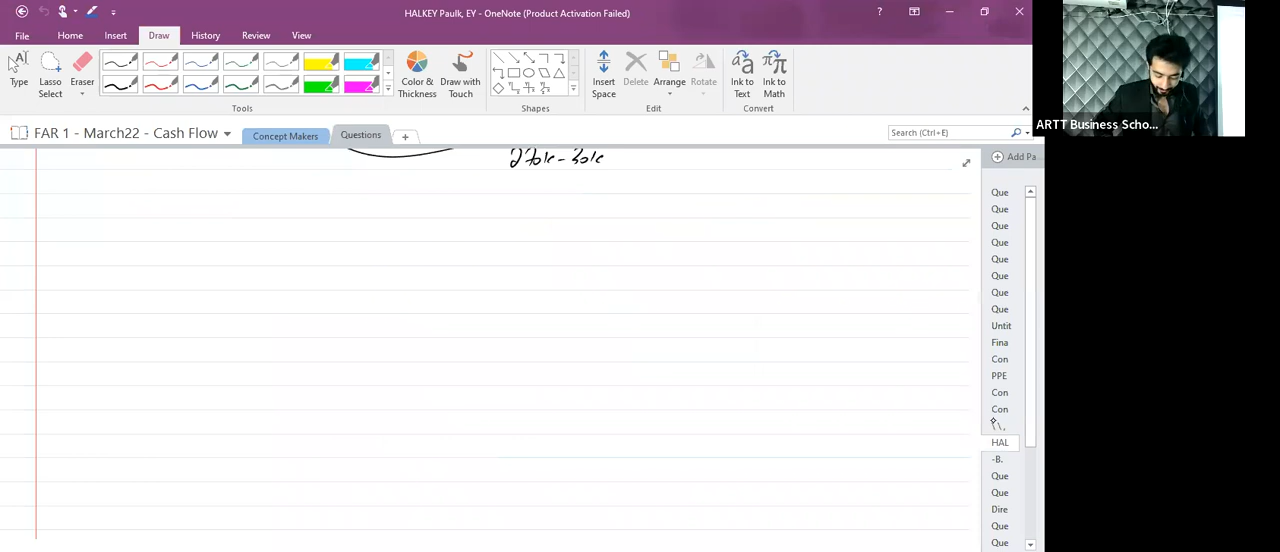 HALKEY Paulk, EY - OneNote (Product Activation Failed)
?
File
Home
Insert
Draw
History
Review
View
Type
Lasso
Select
Eraser
Color &
Thickness
Draw with
Touch
Insert
Space
Delete
Arrange
Rotate
Ink to
Text
Ink to
Math
Tools
Shapes
Edit
Convert
FAR 1 - March22 - Cash Flow
Concept Makers
Questions
Search (Ctrl+E)
ARTT Business Scho...
Add Pa
Que
Que
Que
Que
Que
Que
Que
Que
Untit
Fina
Con
PPE
Con
Con
\\,
HAL
-B.
Que
Que
Dire
Que
Que